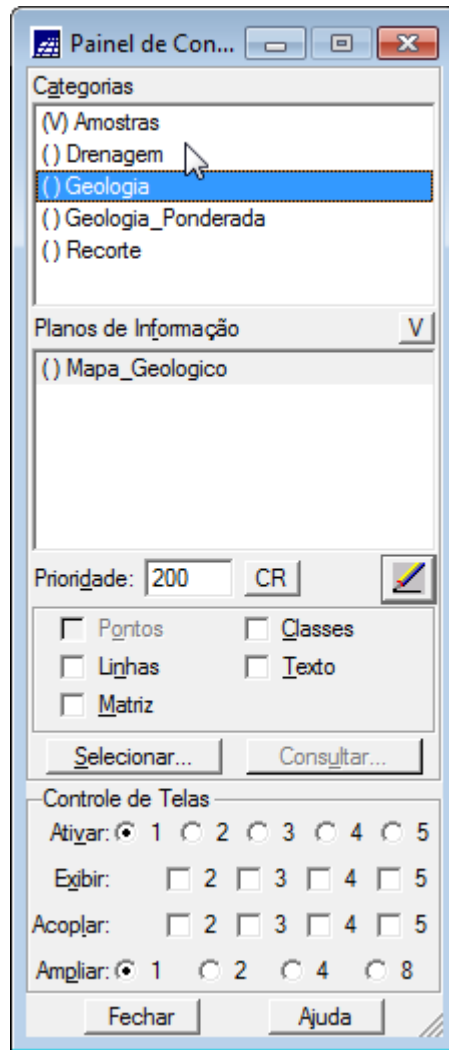 Painel de Con...
Categorias
(V) Amostras
( ) Drenagem
( ) Geologia
( ) Geologia_Ponderada
( ) Recorte
Planos de Informação V
( ) Mapa_Geologico
Prioridade: 200 CR
Pontos Classes
Linhas Texto
Matriz
Selecionar... Consultar...
Controle de Telas
Ativar: 1 2 3 4 5
Exibir: 2 3 4 5
Acoplar: 2 3 4 5
Ampliar: 1 2 4 8
Fechar Ajuda